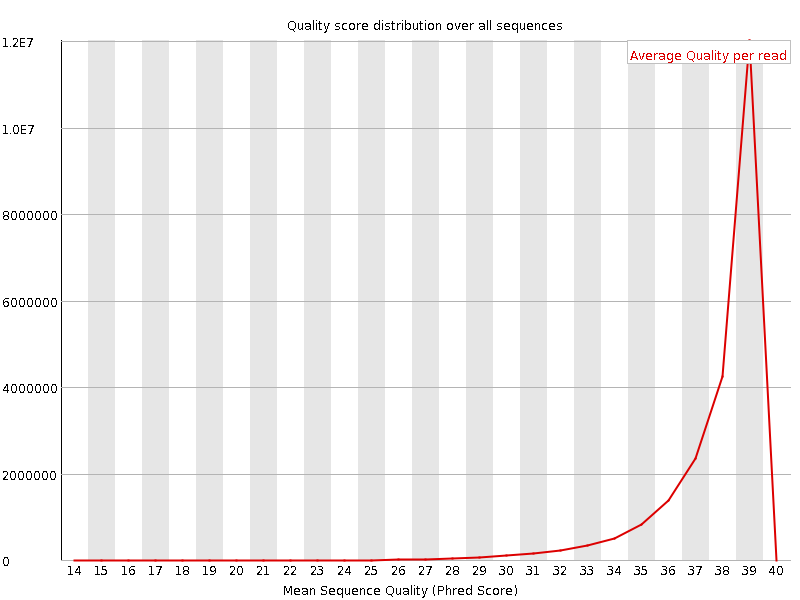 Quality score distribution over all sequences
1.2E7
Average Quality per read
1.0E7
8000000
6000000
4000000
2000000
0
14 15 16 17 18 19 20 21 22 23 24 25 26 27 28 29 30 31 32 33 34 35 36 37 38 39 40
Mean Sequence Quality (Phred Score)